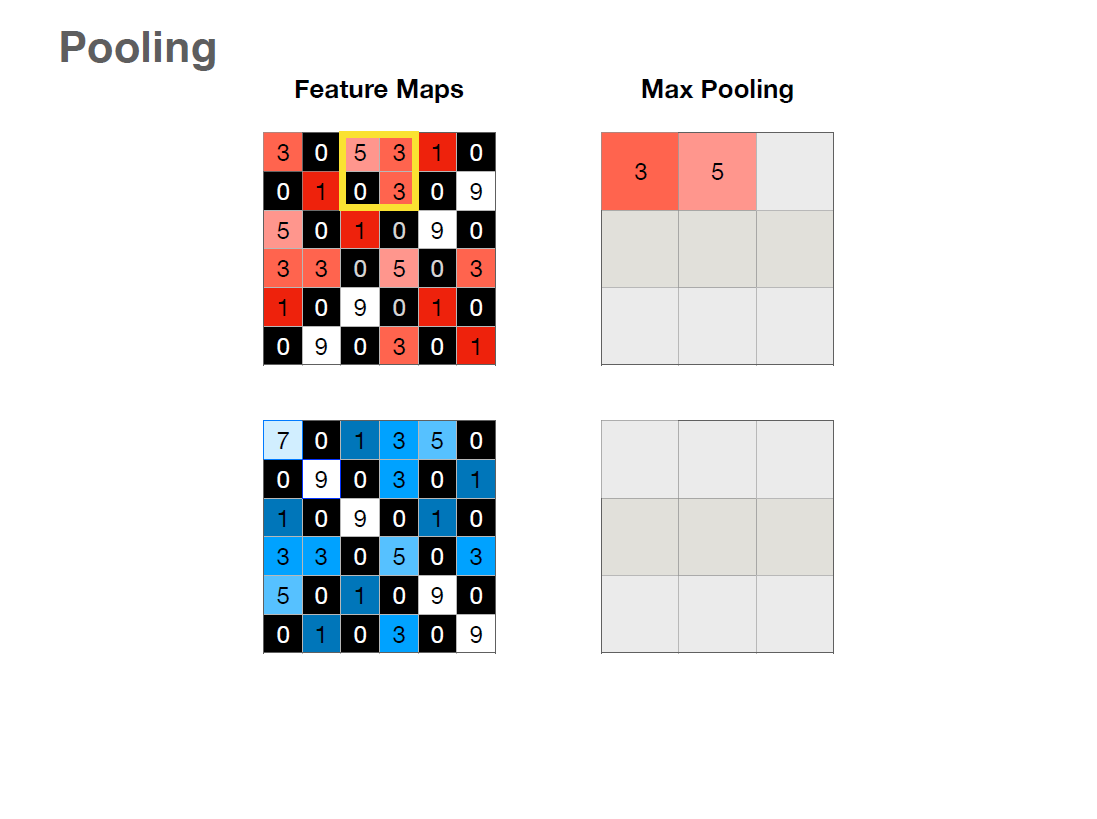 Pooling
Feature Maps
Max Pooling
3 0 5 3 1 0
0 1 0 3 0 9
5 0 1 0 9 0
3 3 0 5 0 3
1 0 9 0 1 0
0 9 0 3 0 1
3 5
7 0 1 3 5 0
0 9 0 3 0 1
1 0 9 0 1 0
3 3 0 5 0 3
5 0 1 0 9 0
0 1 0 3 0 9